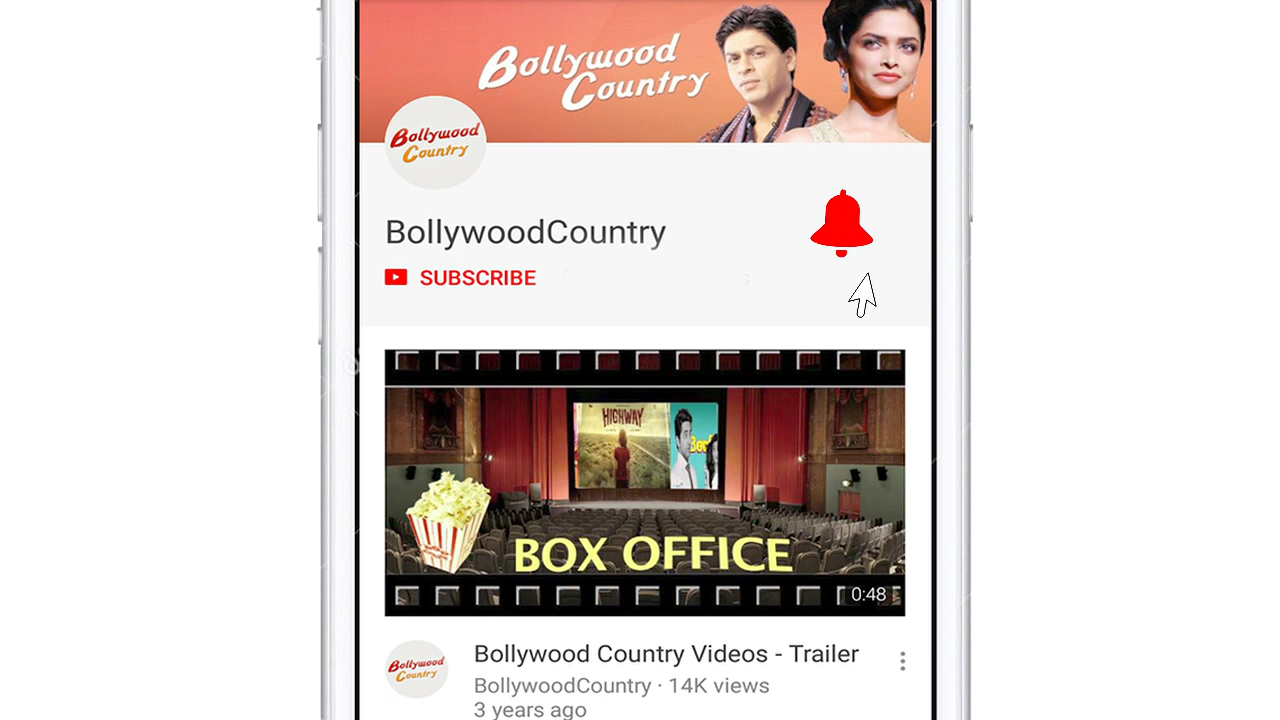 Bollywood
Country
Bollywood
Country
BollywoodCountry
SUBSCRIBE
HIGHWAY
BOX OFFICE
0:48
Bollywood
Country
Bollywood Country Videos - Trailer
BollywoodCountry · 14K views
3 years ago